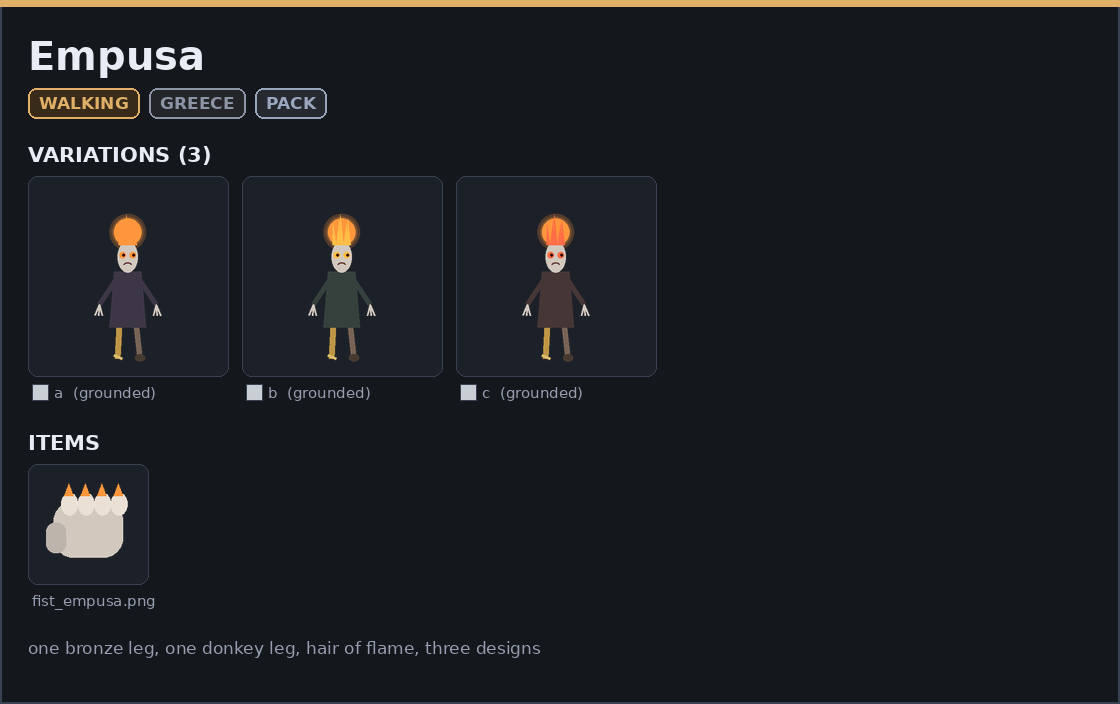 Empusa
WALKING GREECE PACK
VARIATIONS (3)
a (grounded) b (grounded) c (grounded)
ITEMS
fist_empusa.png
one bronze leg, one donkey leg, hair of flame, three designs